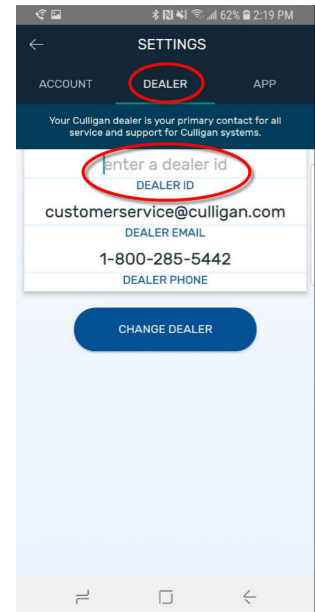 62% 2:19 PM
SETTINGS
ACCOUNT DEALER APP
Your Culligan dealer is your primary contact for all
service and support for Culligan systems.
enter a dealer id
DEALER ID
customerservice@culligan.com
DEALER EMAIL
1-800-285-5442
DEALER PHONE
CHANGE DEALER